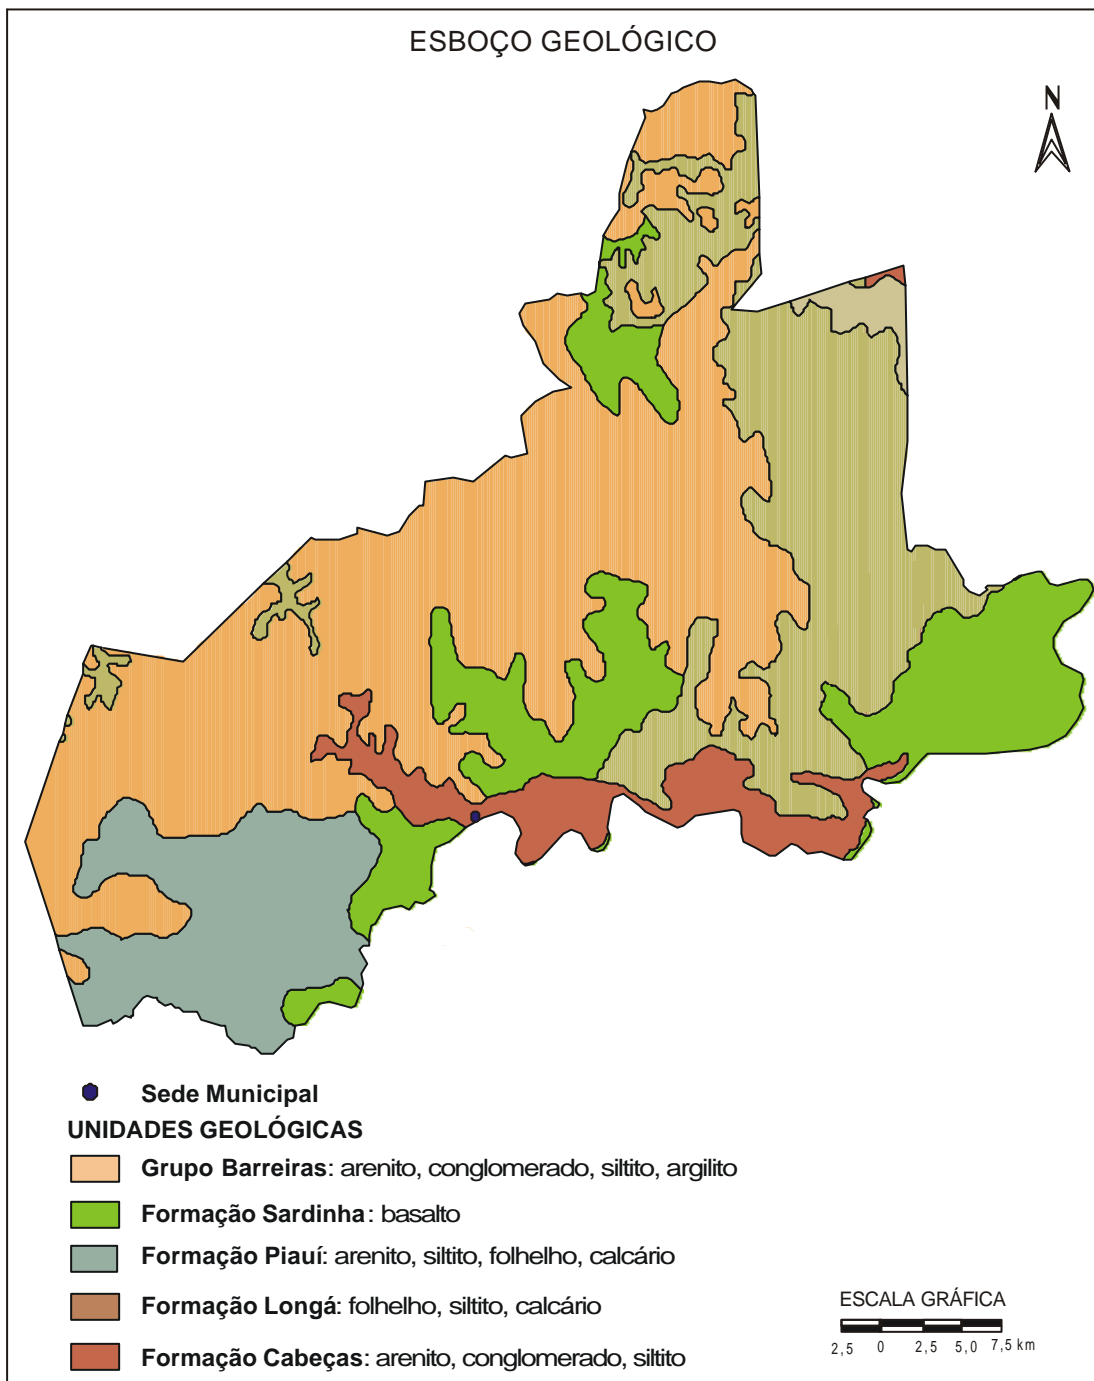 ESBOÇO GEOLÓGICO
N
Sede Municipal
UNIDADES GEOLÓGICAS
Grupo Barreiras: arenito, conglomerado, siltito, argilito
Formação Sardinha: basalto
Formação Piauí: arenito, siltito, folhelho, calcário
Formação Longá: folhelho, siltito, calcário
Formação Cabeças: arenito, conglomerado, siltito
ESCALA GRÁFICA
2,5 0 2,5 5,0 7,5 km